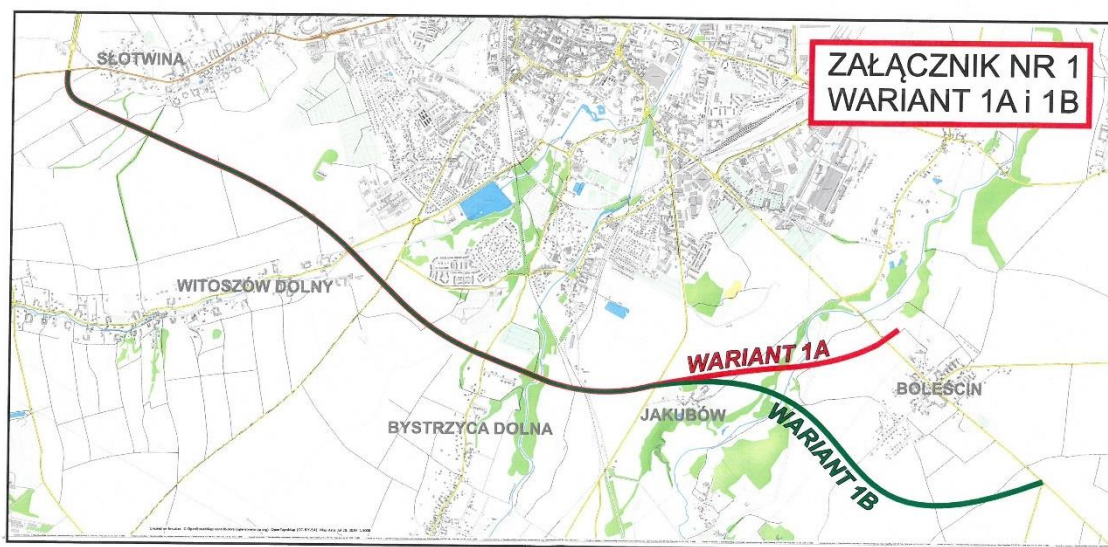 ZAŁĄCZNIK NR 1
WARIANT 1A i 1B
SŁOTWINA
WITOSZÓW DOLNY
WARIANT 1A
BOLEŚCIN
JAKUBÓW
BYSTRZYCA DOLNA
WARIANT 1B